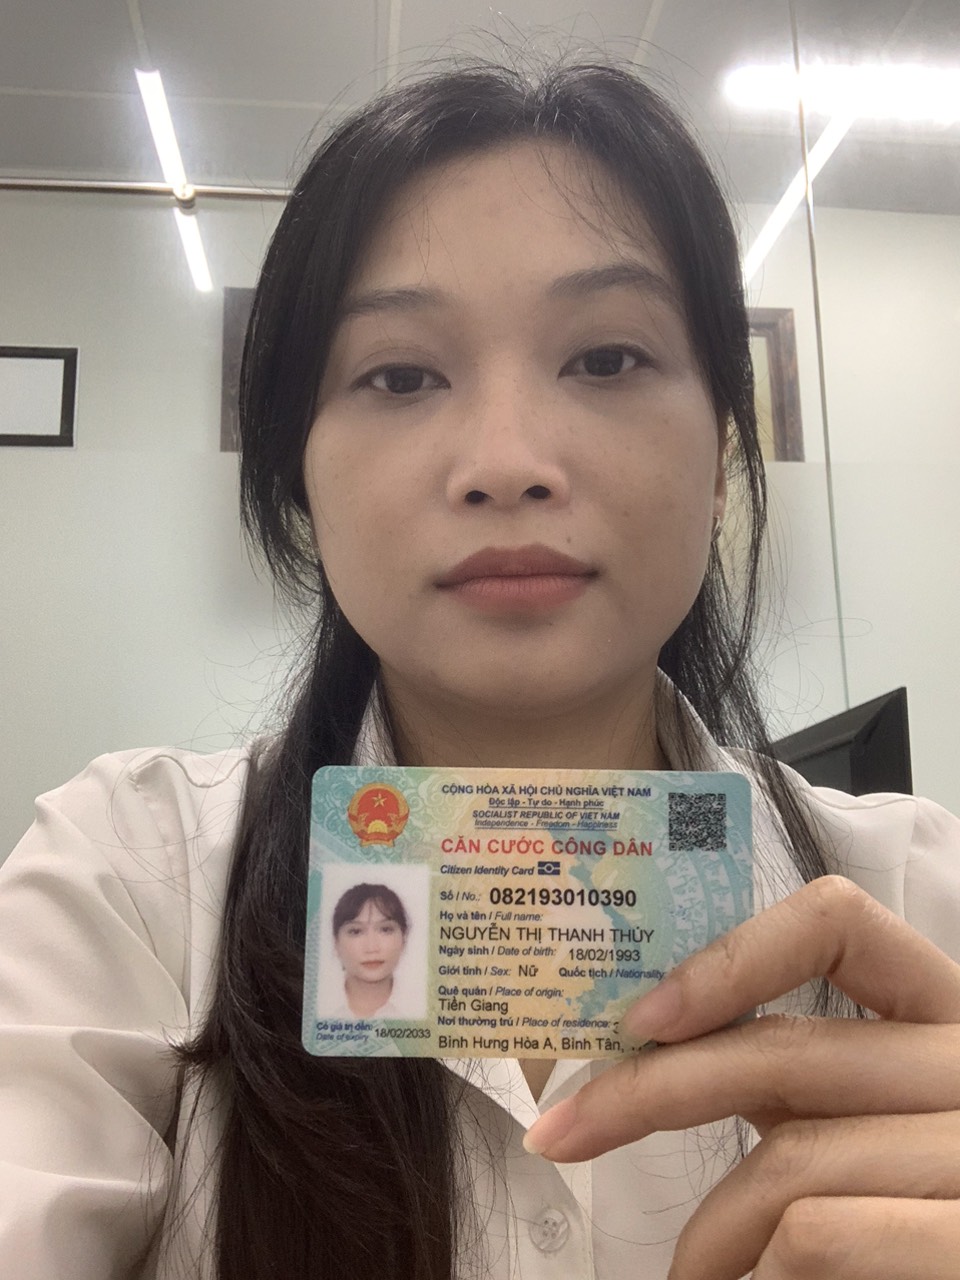 CỘNG HÒA XÃ HỘI CHỦ NGHĨA VIỆT NAM
Độc lập - Tự do - Hạnh phúc
SOCIALIST REPUBLIC OF VIET NAM
Independence - Freedom - Happiness
CĂN CƯỚC CÔNG DÂN
Citizen Identity Card
Số / No.: 082193010390
Họ và tên / Full name:
NGUYỄN THỊ THANH THÚY
Ngày sinh / Date of birth: 18/02/1993
Giới tính / Sex: Nữ Quốc tịch / Nationality:
Quê quán / Place of origin:
Tiền Giang
Nơi thường trú / Place of residence:
Bình Hưng Hòa A, Bình Tân,
Có giá trị đến: 18/02/2033
Date of expiry